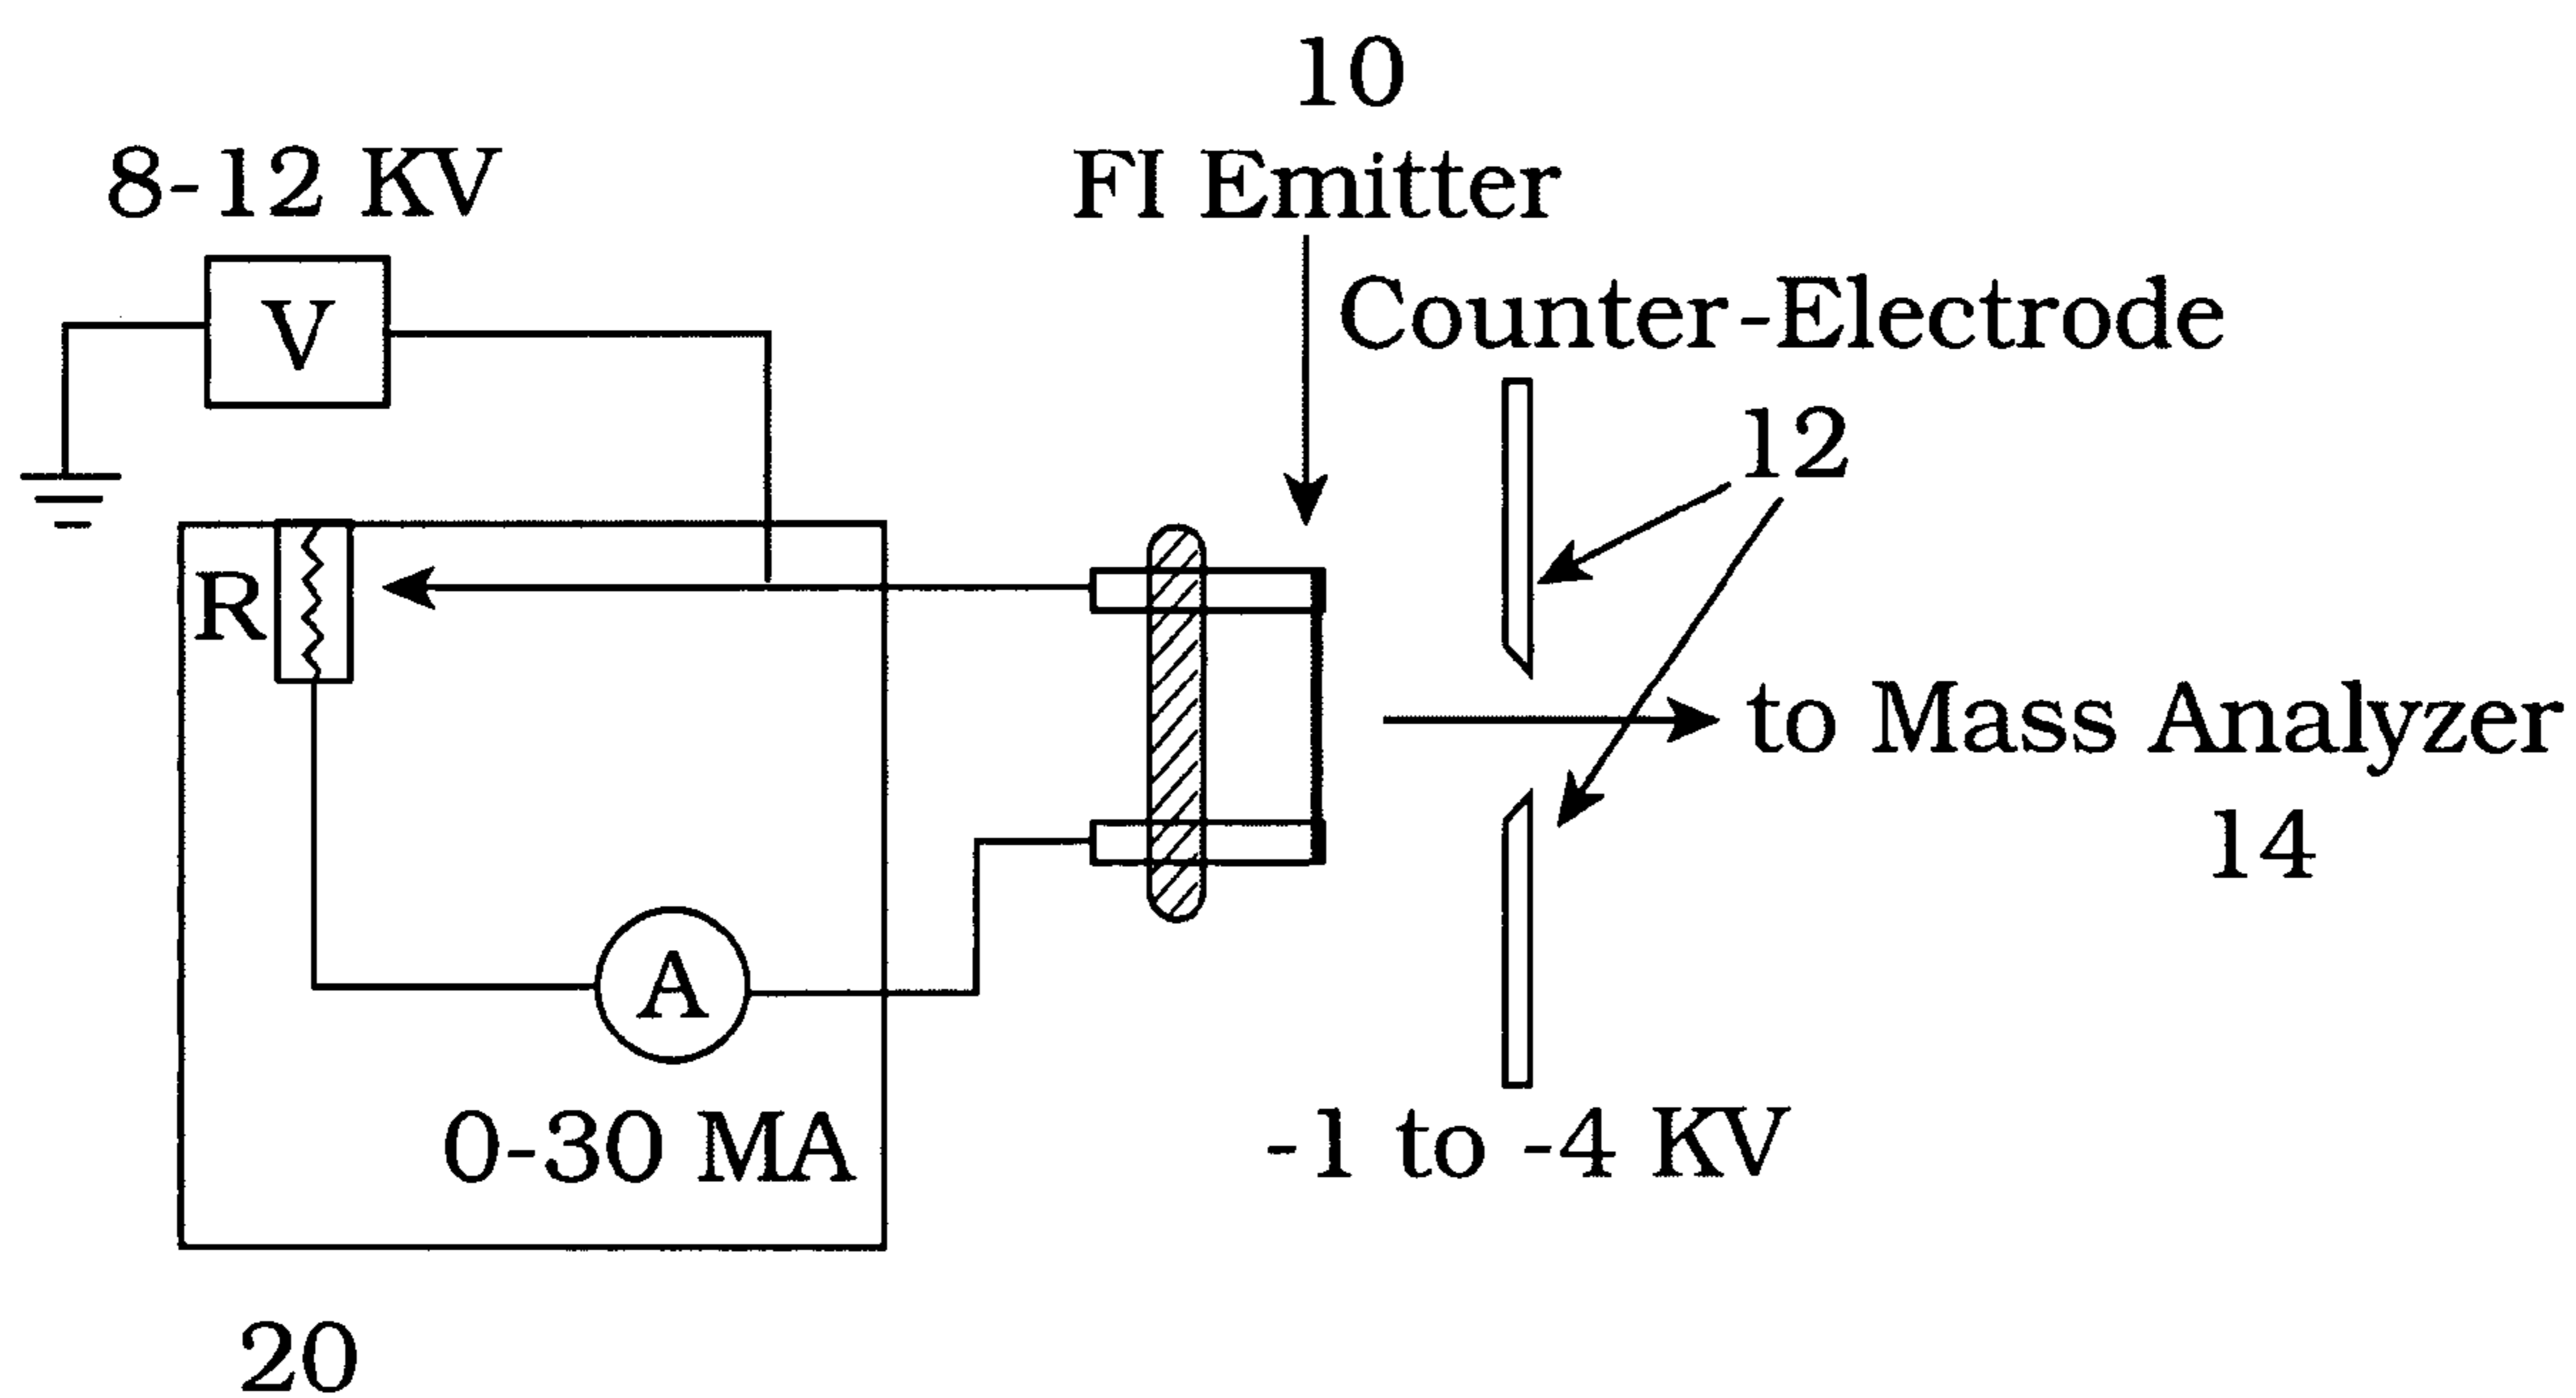 10
8-12 KV
FI Emitter
V
Counter-Electrode
12
R
to Mass Analyzer
14
A
0-30 MA
-1 to -4 KV
20